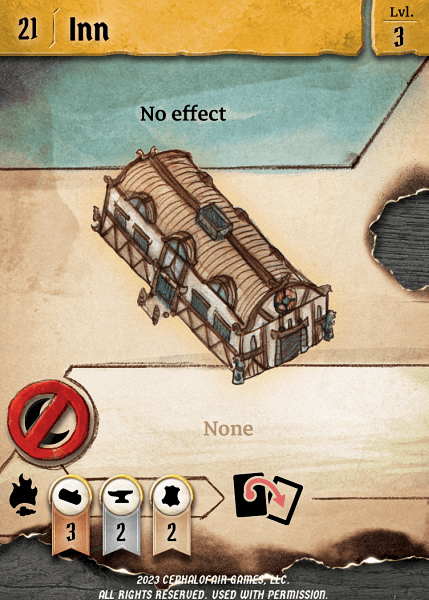 21 Inn
Lvl.
3
No effect
None
3 2 2
2023 CEPHALOFAIR GAMES, LLC.
ALL RIGHTS RESERVED. USED WITH PERMISSION.